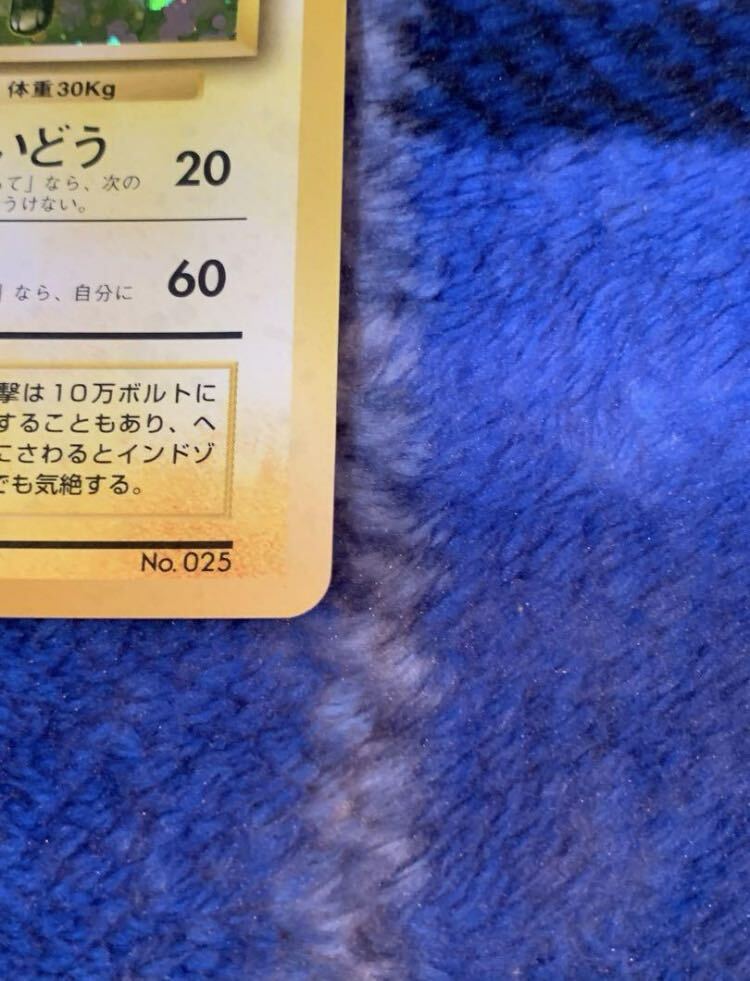 体重30Kg
いどう 20
って」なら、次の
うけない。
」なら、自分に 60
撃は10万ボルトに
することもあり、へ
にさわるとインドゾ
でも気絶する。
No. 025